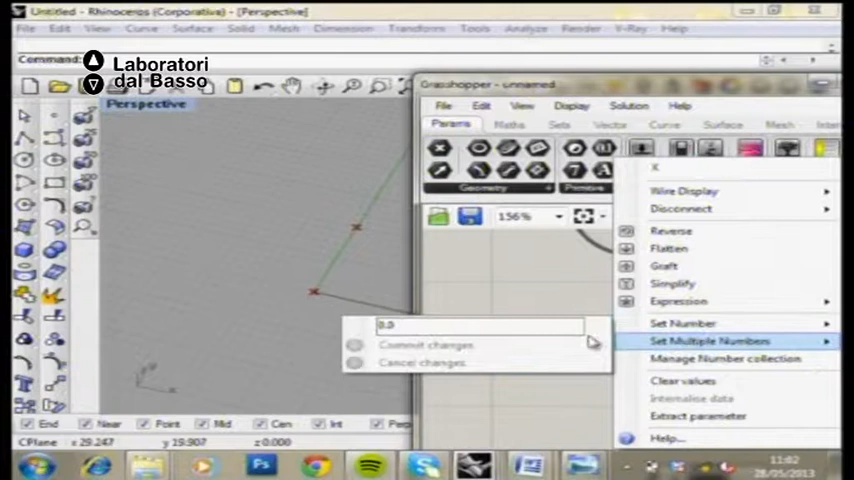 Untitled - Rhinoceros (Corporativa) - [Perspective]
File Edit View Curve Surface Solid Mesh Dimension Transform Tools Analyze Render V-Ray Help
Command:
Laboratori
dal Basso
Perspective
Grasshopper - unnamed
File Edit View Display Solution Help
Params Maths Sets Vector Curve Surface Mesh
Geometry
Primitive
156%
X
Wire Display
Disconnect
Reverse
Flatten
Graft
Simplify
Expression
Set Number
Set Multiple Numbers
Manage Number collection
Clear values
Internalise data
Extract parameter
Help...
0.0
Commit changes
Cancel changes
End Near Point Mid Cen Int
CPlane x 29.247 y 19.907 z 0.000
Ps
11:02
28/05/2013